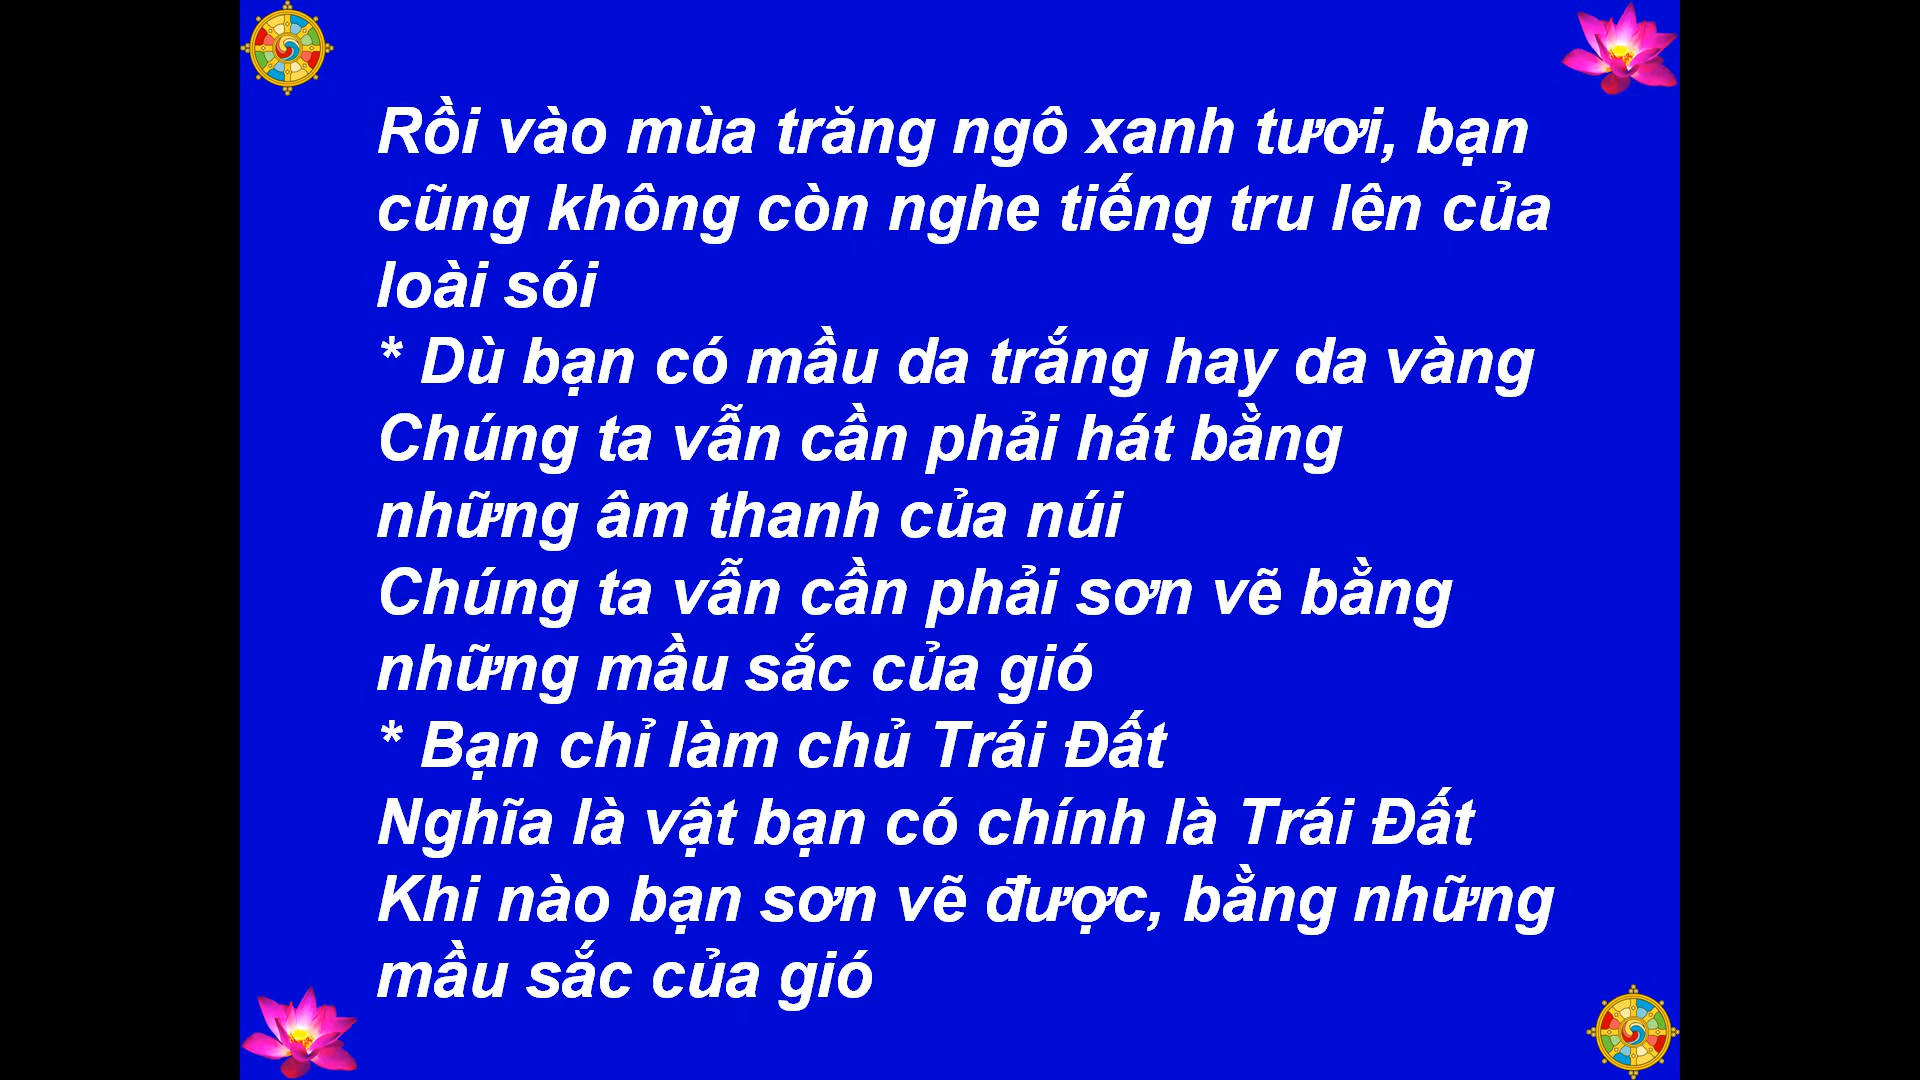 Rồi vào mùa trăng ngô xanh tươi, bạn
cũng không còn nghe tiếng tru lên của
loài sói
* Dù bạn có mầu da trắng hay da vàng
Chúng ta vẫn cần phải hát bằng
những âm thanh của núi
Chúng ta vẫn cần phải sơn vẽ bằng
những mầu sắc của gió
* Bạn chỉ làm chủ Trái Đất
Nghĩa là vật bạn có chính là Trái Đất
Khi nào bạn sơn vẽ được, bằng những
mầu sắc của gió